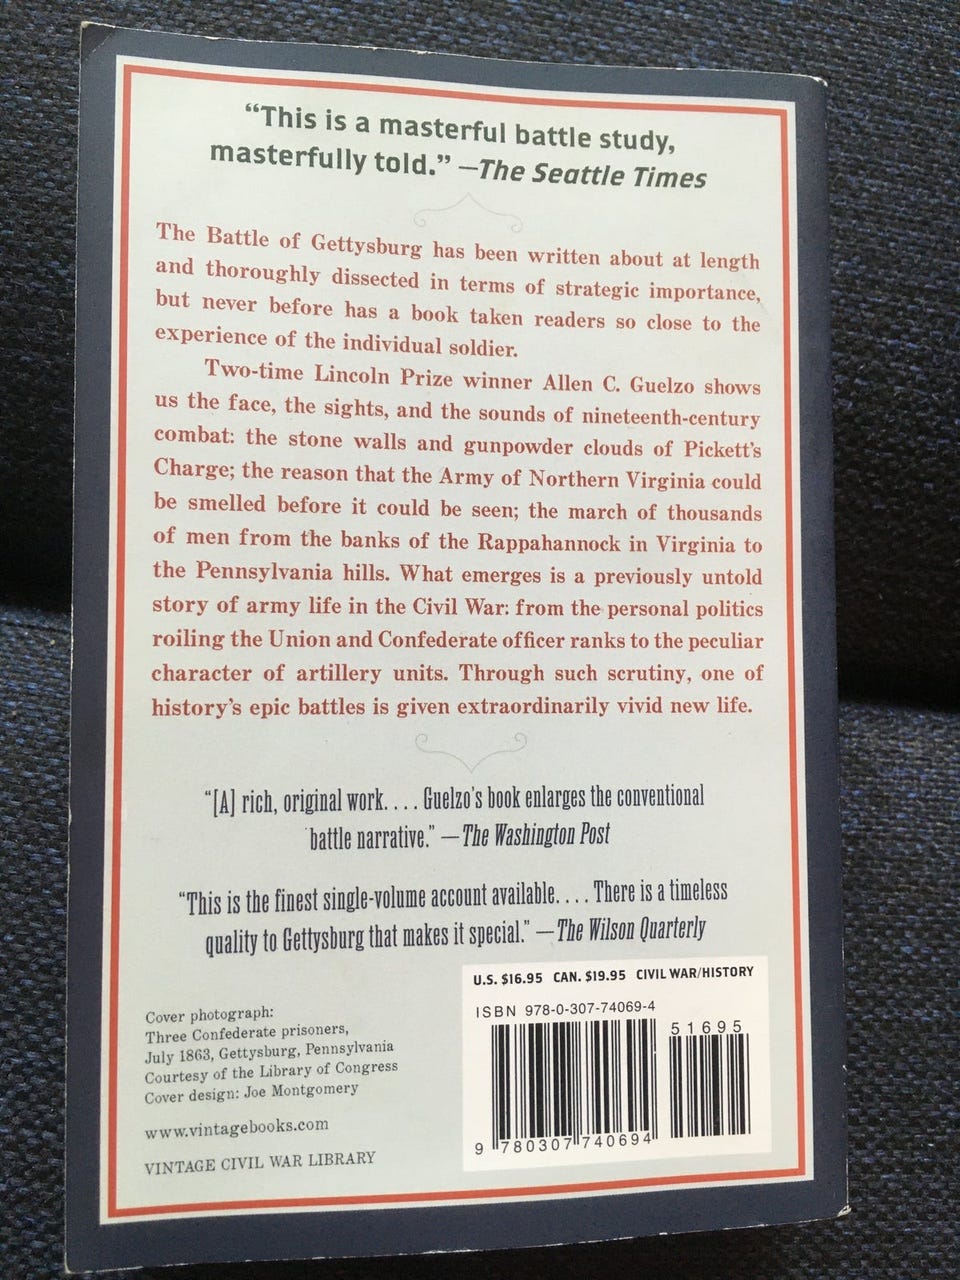 “This is a masterful battle study,
masterfully told.” —The Seattle Times
The Battle of Gettysburg has been written about at length
and thoroughly dissected in terms of strategic importance,
but never before has a book taken readers so close to the
experience of the individual soldier.
Two-time Lincoln Prize winner Allen C. Guelzo shows
us the face, the sights, and the sounds of nineteenth-century
combat: the stone walls and gunpowder clouds of Pickett’s
Charge; the reason that the Army of Northern Virginia could
be smelled before it could be seen; the march of thousands
of men from the banks of the Rappahannock in Virginia to
the Pennsylvania hills. What emerges is a previously untold
story of army life in the Civil War: from the personal politics
roiling the Union and Confederate officer ranks to the peculiar
character of artillery units. Through such scrutiny, one of
history’s epic battles is given extraordinarily vivid new life.
“[A] rich, original work. . . . Guelzo’s book enlarges the conventional
battle narrative.” —The Washington Post
“This is the finest single-volume account available. . . . There is a timeless
quality to Gettysburg that makes it special.” —The Wilson Quarterly
Cover photograph:
Three Confederate prisoners,
July 1863, Gettysburg, Pennsylvania
Courtesy of the Library of Congress
Cover design: Joe Montgomery
www.vintagebooks.com
VINTAGE CIVIL WAR LIBRARY
U.S. $16.95 CAN. $19.95 CIVIL WAR/HISTORY
ISBN 978-0-307-74069-4
51695
9 780307 740694